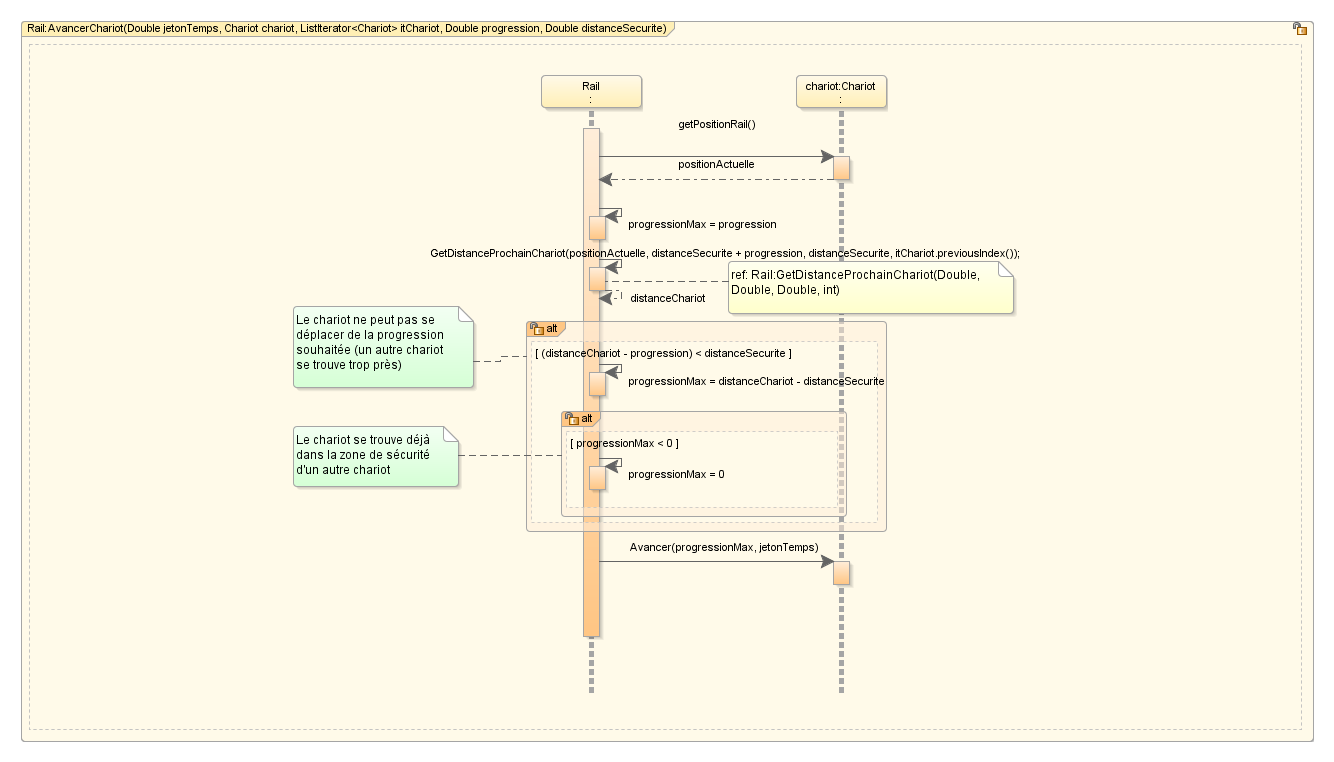 Rail:AvancerChariot(Double jetonTemps, Chariot chariot, ListIterator<Chariot> itChariot, Double progression, Double distanceSecurite)
Rail
:
chariot:Chariot
:
getPositionRail()
positionActuelle
progressionMax = progression
GetDistanceProchainChariot(positionActuelle, distanceSecurite + progression, distanceSecurite, itChariot.previousIndex());
ref: Rail:GetDistanceProchainChariot(Double,
Double, Double, int)
distanceChariot
Le chariot ne peut pas se
déplacer de la progression
souhaitée (un autre chariot
se trouve trop près)
alt
[ (distanceChariot - progression) < distanceSecurite ]
progressionMax = distanceChariot - distanceSecurite
alt
Le chariot se trouve déjà
dans la zone de sécurité
d'un autre chariot
[ progressionMax < 0 ]
progressionMax = 0
Avancer(progressionMax, jetonTemps)